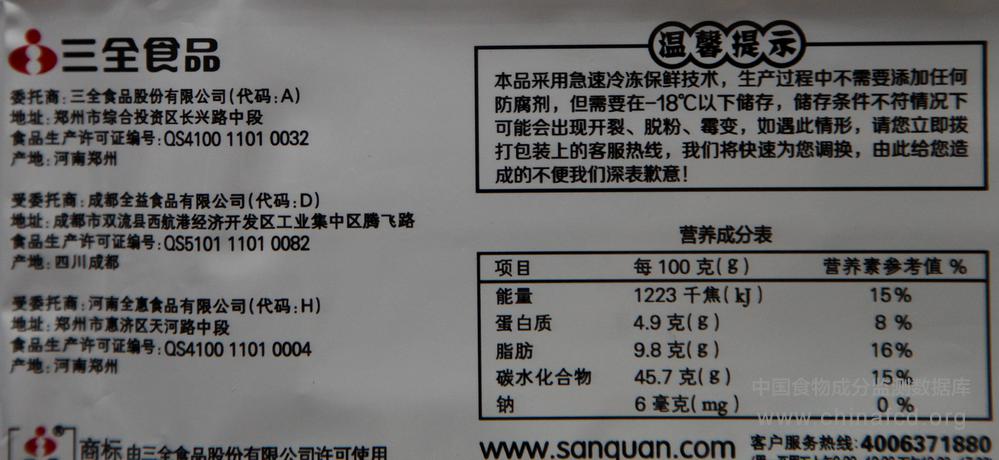 三全食品
委托商:三全食品股份有限公司(代码:A)
地址:郑州市综合投资区长兴路中段
食品生产许可证编号:QS4100 1101 0032
产地:河南郑州
受委托商:成都全益食品有限公司(代码:D)
地址:成都市双流县西航港经济开发区工业集中区腾飞路
食品生产许可证编号:QS5101 1101 0082
产地:四川成都
受委托商:河南全惠食品有限公司(代码:H)
地址:郑州市惠济区天河路中段
食品生产许可证编号:QS4100 1101 0004
产地:河南郑州
商标 由三全食品股份有限公司许可使用
温馨提示
本品采用急速冷冻保鲜技术，生产过程中不需要添加任何
防腐剂，但需要在-18℃以下储存，储存条件不符情况下
可能会出现开裂、脱粉、霉变，如遇此情形，请您立即拨
打包装上的客服热线，我们将快速为您调换，由此给您造
成的不便我们深表歉意！
营养成分表
项目 每100克(g) 营养素参考值 %
能量 1223千焦(kJ) 15%
蛋白质 4.9克(g) 8 %
脂肪 9.8克(g) 16%
碳水化合物 45.7克(g) 15%
钠 6毫克(mg) 0 %
中国食物成分监测数据库
www.chinafcd.org
www.sanquan.com
客户服务热线:4006371880